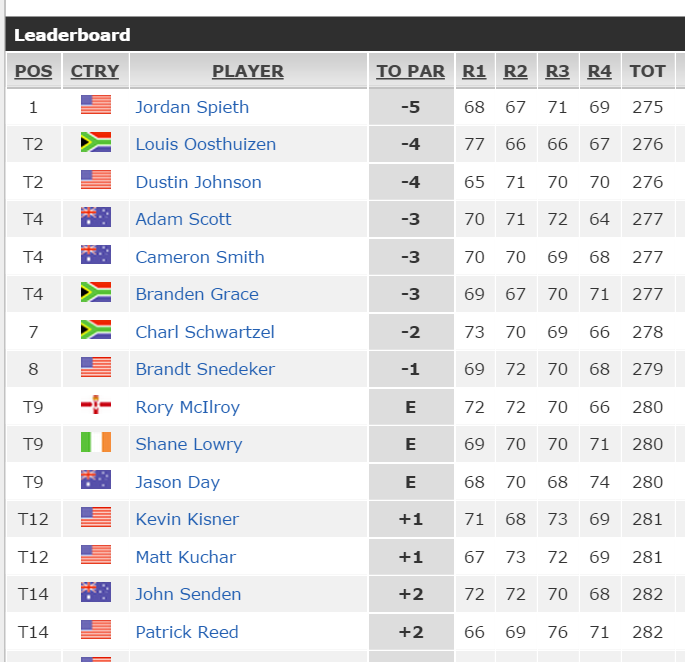 Leaderboard
POS CTRY PLAYER TO PAR R1 R2 R3 R4 TOT
1 Jordan Spieth -5 68 67 71 69 275
T2 Louis Oosthuizen -4 77 66 66 67 276
T2 Dustin Johnson -4 65 71 70 70 276
T4 Adam Scott -3 70 71 72 64 277
T4 Cameron Smith -3 70 70 69 68 277
T4 Branden Grace -3 69 67 70 71 277
7 Charl Schwartzel -2 73 70 69 66 278
8 Brandt Snedeker -1 69 72 70 68 279
T9 Rory McIlroy E 72 72 70 66 280
T9 Shane Lowry E 69 70 70 71 280
T9 Jason Day E 68 70 68 74 280
T12 Kevin Kisner +1 71 68 73 69 281
T12 Matt Kuchar +1 67 73 72 69 281
T14 John Senden +2 72 72 70 68 282
T14 Patrick Reed +2 66 69 76 71 282